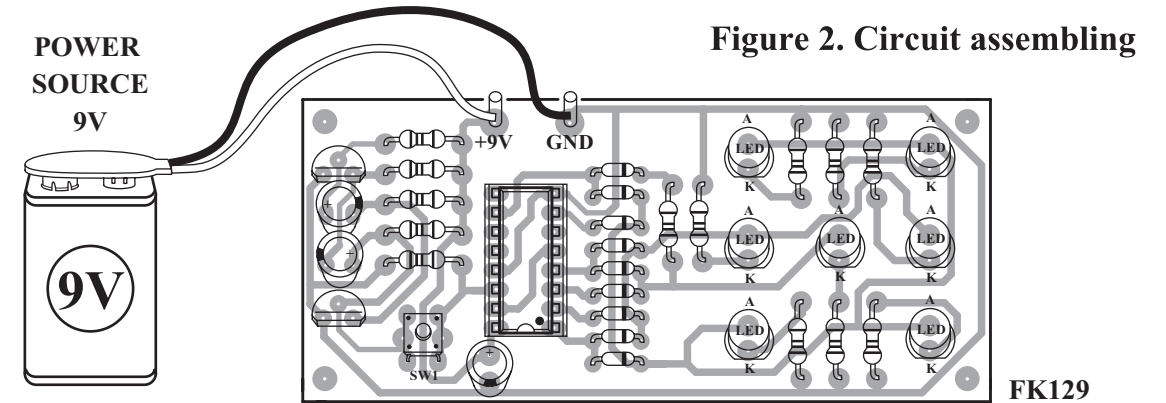 Figure 2. Circuit assembling
POWER
SOURCE
9V
9V
+9V
GND
A
LED
K
A
LED
K
A
LED
K
A
LED
K
A
LED
K
A
LED
K
A
LED
K
SW1
+
+
+
FK129